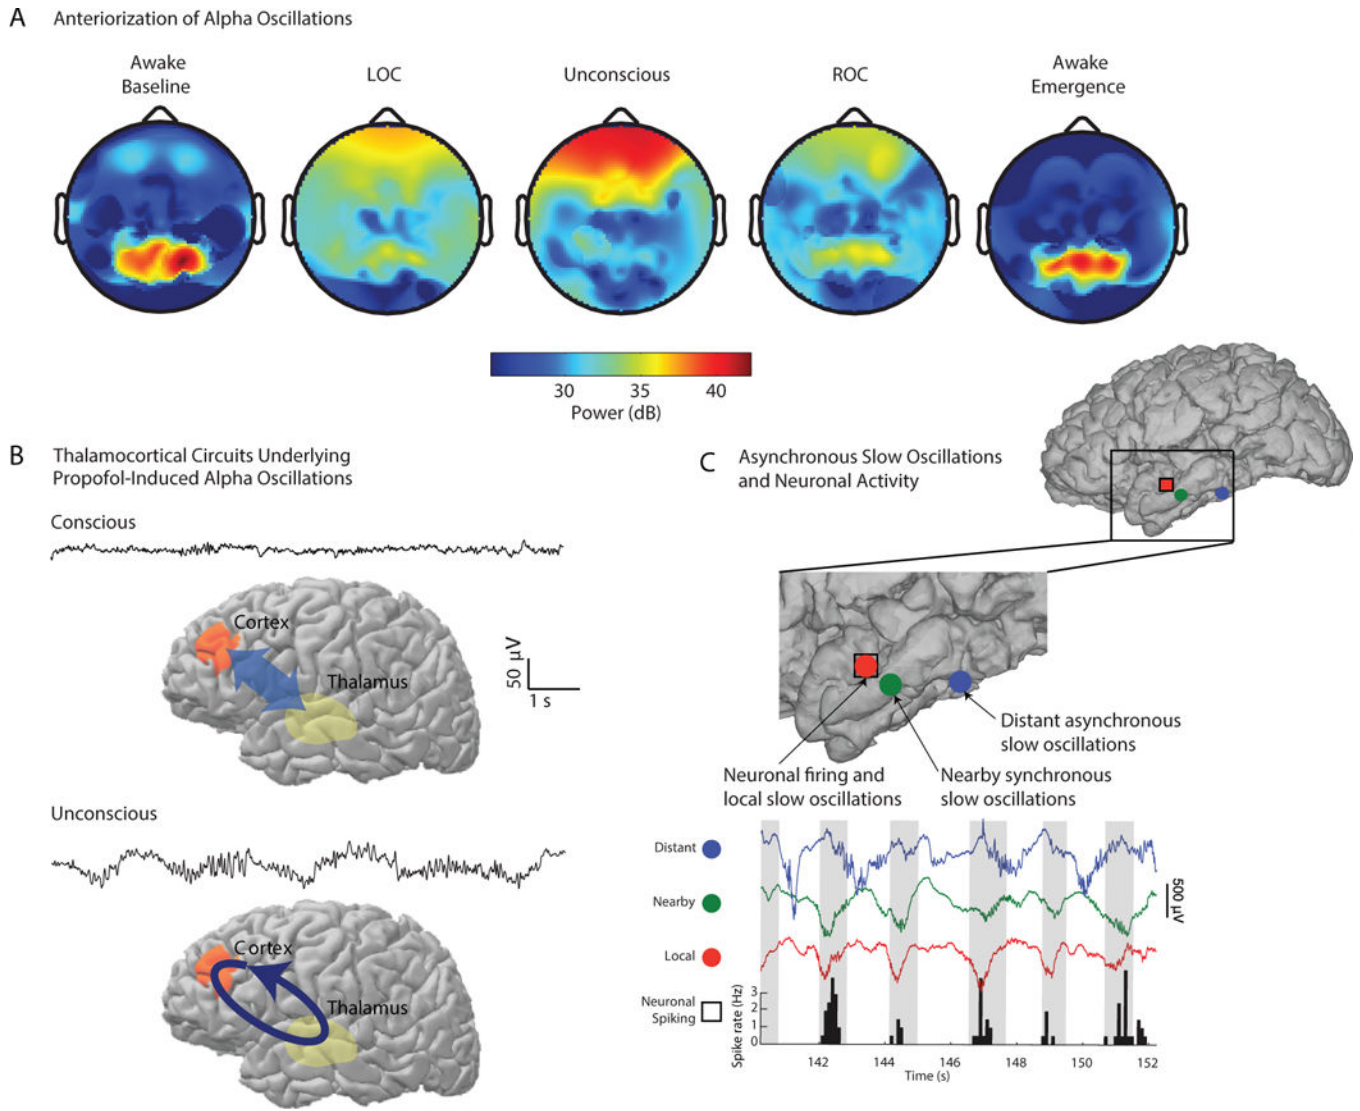 A Anteriorization of Alpha Oscillations
Awake
Baseline
LOC
Unconscious
ROC
Awake
Emergence
30 35 40
Power (dB)
B Thalamocortical Circuits Underlying
Propofol-Induced Alpha Oscillations
Conscious
Cortex
Thalamus
50 µV
1 s
Unconscious
Cortex
Thalamus
C Asynchronous Slow Oscillations
and Neuronal Activity
Distant asynchronous
slow oscillations
Neuronal firing and
local slow oscillations
Nearby synchronous
slow oscillations
Distant
Nearby
Local
500 µV
Neuronal
Spiking
Spike rate (Hz)
3
2
1
0
142 144 146 148 150 152
Time (s)